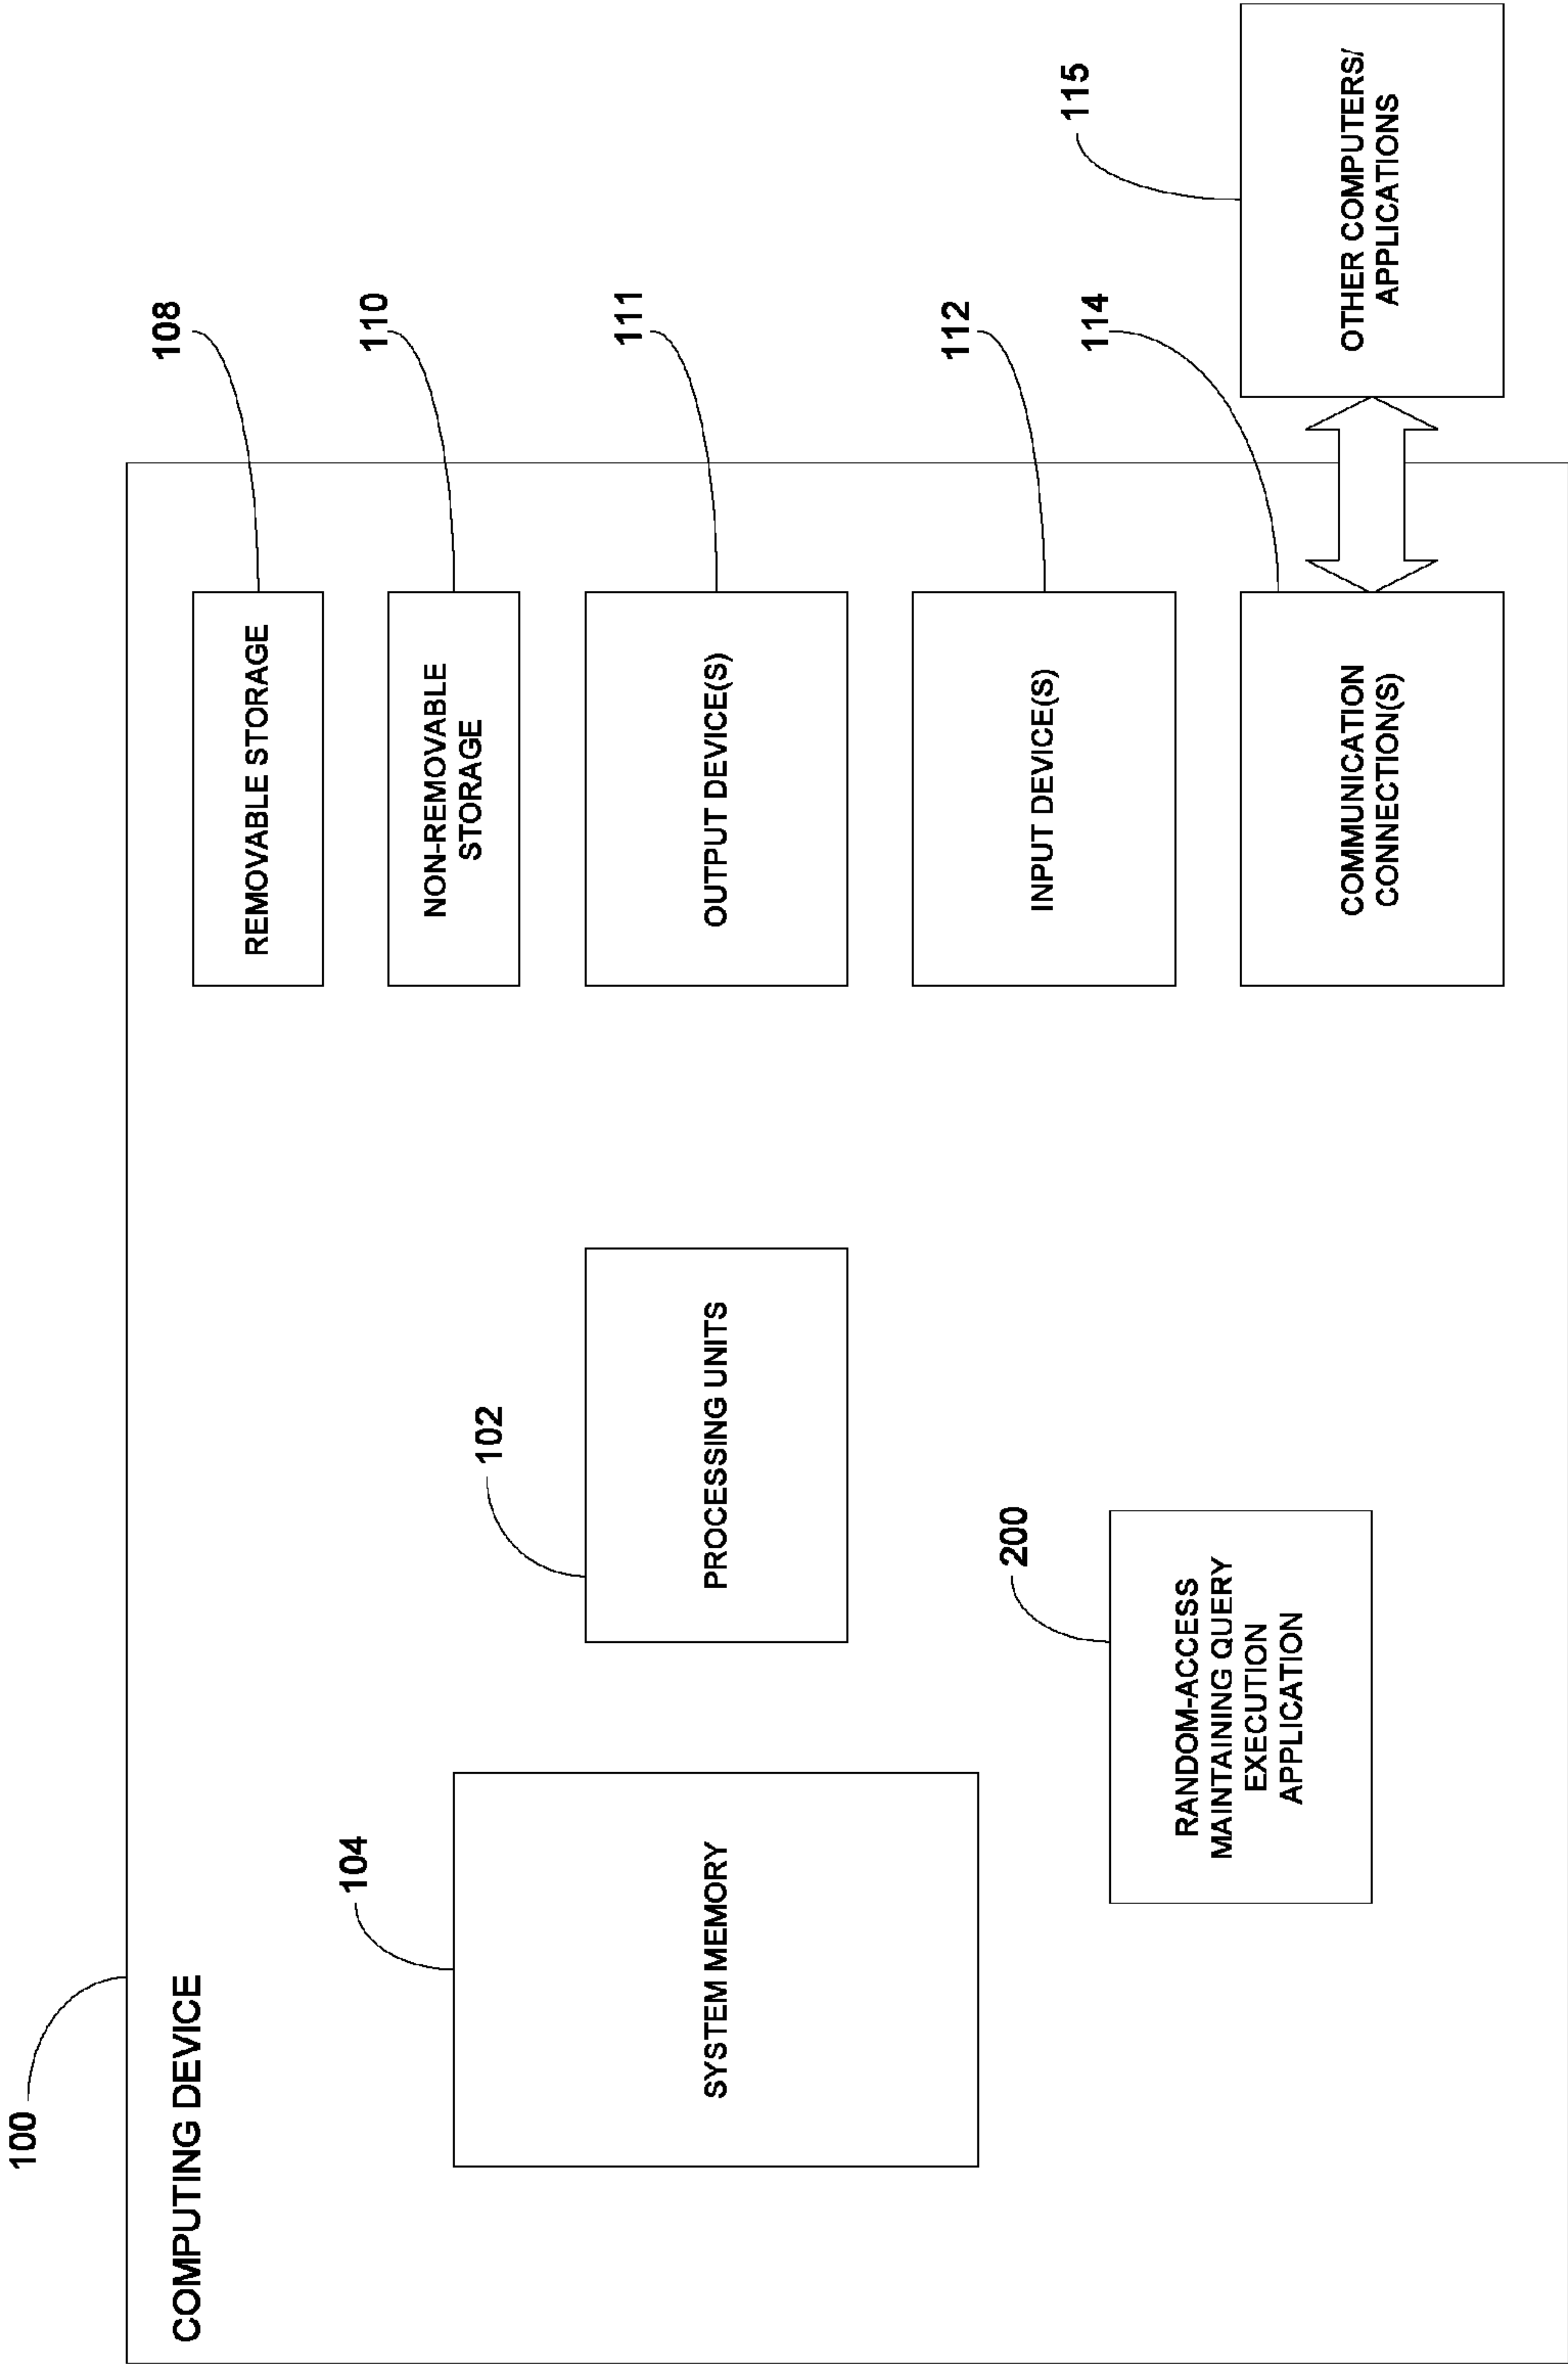 100
COMPUTING DEVICE
104
SYSTEM MEMORY
102
PROCESSING UNITS
200
RANDOM-ACCESS
MAINTAINING QUERY
EXECUTION
APPLICATION
108
REMOVABLE STORAGE
110
NON-REMOVABLE
STORAGE
111
OUTPUT DEVICE(S)
112
INPUT DEVICE(S)
114
COMMUNICATION
CONNECTION(S)
115
OTHER COMPUTERS/
APPLICATIONS